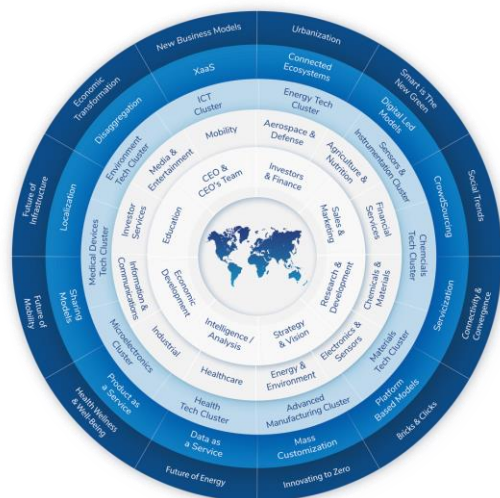 New Business Models
Urbanization
Smart is The
New Green
Social Trends
Connectivity &
Convergence
Bricks & Clicks
Innovating to Zero
Future of Energy
Health Wellness
& Well-Being
Future of
Mobility
Future of
Infrastructure
Economic
Transformation
XaaS
Connected
Ecosystems
Digital Led
Models
CrowdSourcing
Servicization
Platform
Based Models
Mass
Customization
Data as
a Service
Product as
a Service
Sharing
Models
Localization
Disaggregation
ICT
Cluster
Energy Tech
Cluster
Sensors &
Instrumentation Cluster
Chemcials
Tech Cluster
Materials
Tech Cluster
Advanced
Manufacturing Cluster
Health
Tech Cluster
Microelectronics
Cluster
Medical Devices
Tech Cluster
Environment
Tech Cluster
Mobility
Aerospace &
Defense
Agriculture &
Nutrition
Financial
Services
Chemicals &
Materials
Electronics &
Sensors
Energy &
Environment
Healthcare
Industrial
Information &
Communications
Investor
Services
Media &
Entertainment
CEO &
CEO's Team
Investors
& Finance
Sales &
Marketing
Research &
Development
Strategy
& Vision
Intelligence /
Analysis
Economic
Development
Education